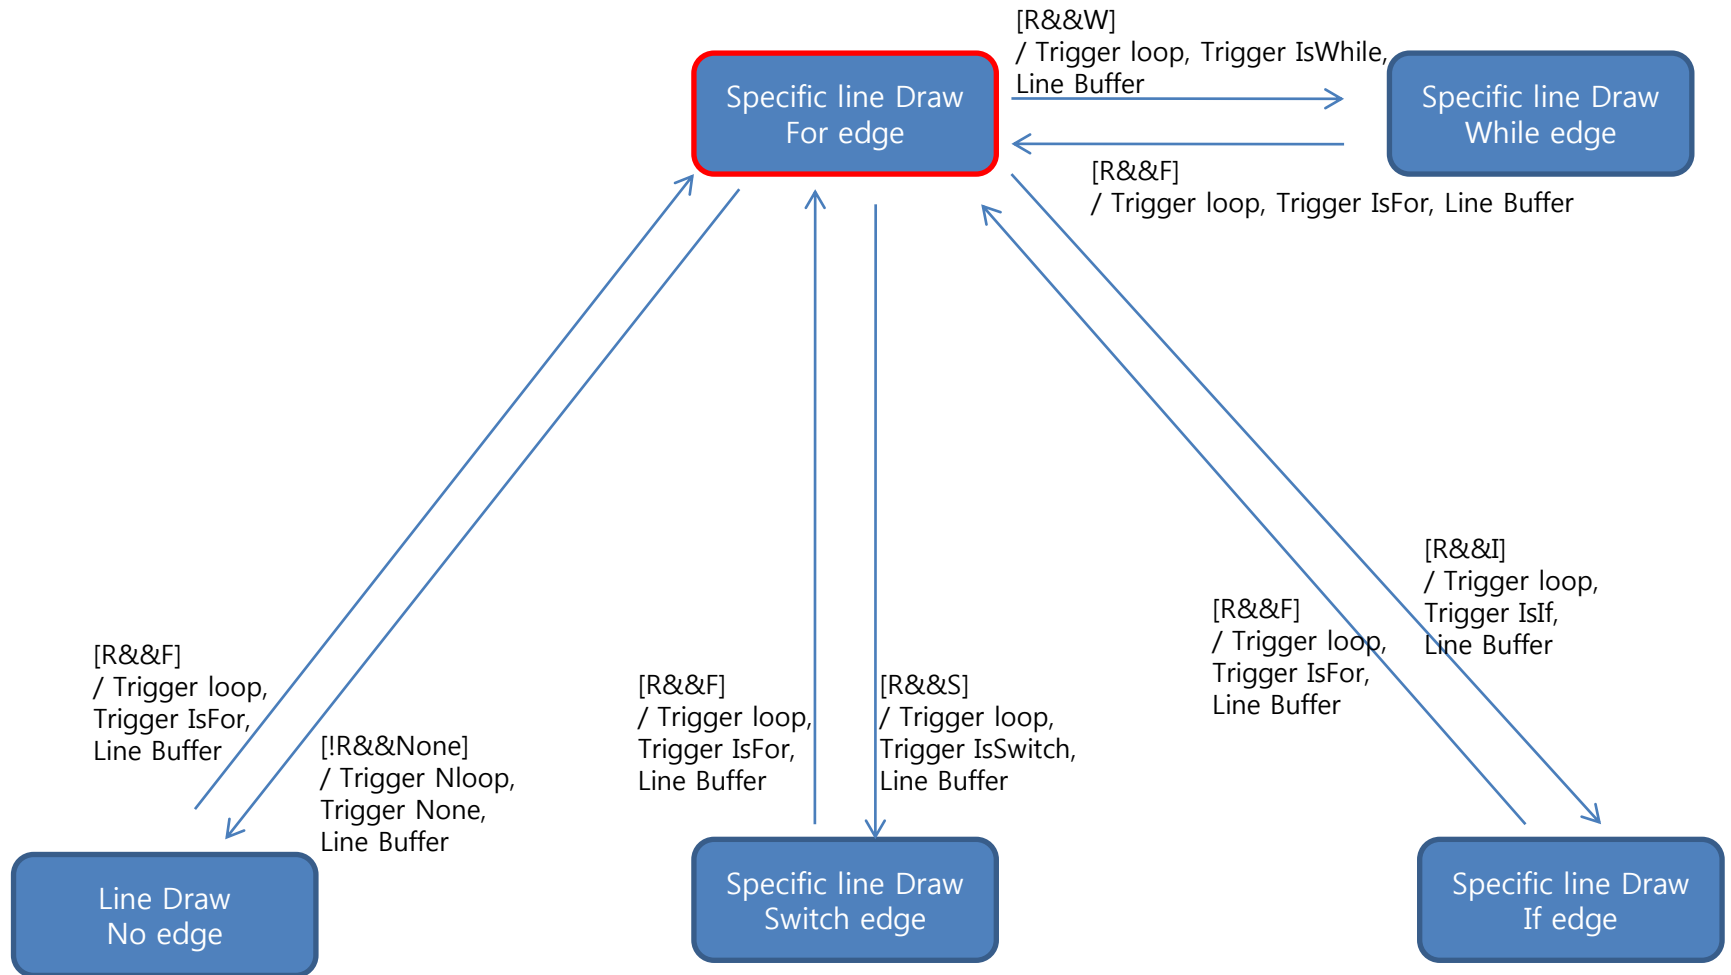 [R&&W]
/ Trigger loop, Trigger IsWhile,
Line Buffer
Specific line Draw
For edge
Specific line Draw
While edge
[R&&F]
/ Trigger loop, Trigger IsFor, Line Buffer
[R&&F]
/ Trigger loop,
Trigger IsFor,
Line Buffer
[!R&&None]
/ Trigger Nloop,
Trigger None,
Line Buffer
[R&&F]
/ Trigger loop,
Trigger IsFor,
Line Buffer
[R&&S]
/ Trigger loop,
Trigger IsSwitch,
Line Buffer
[R&&F]
/ Trigger loop,
Trigger IsFor,
Line Buffer
[R&&I]
/ Trigger loop,
Trigger IsIf,
Line Buffer
Line Draw
No edge
Specific line Draw
Switch edge
Specific line Draw
If edge